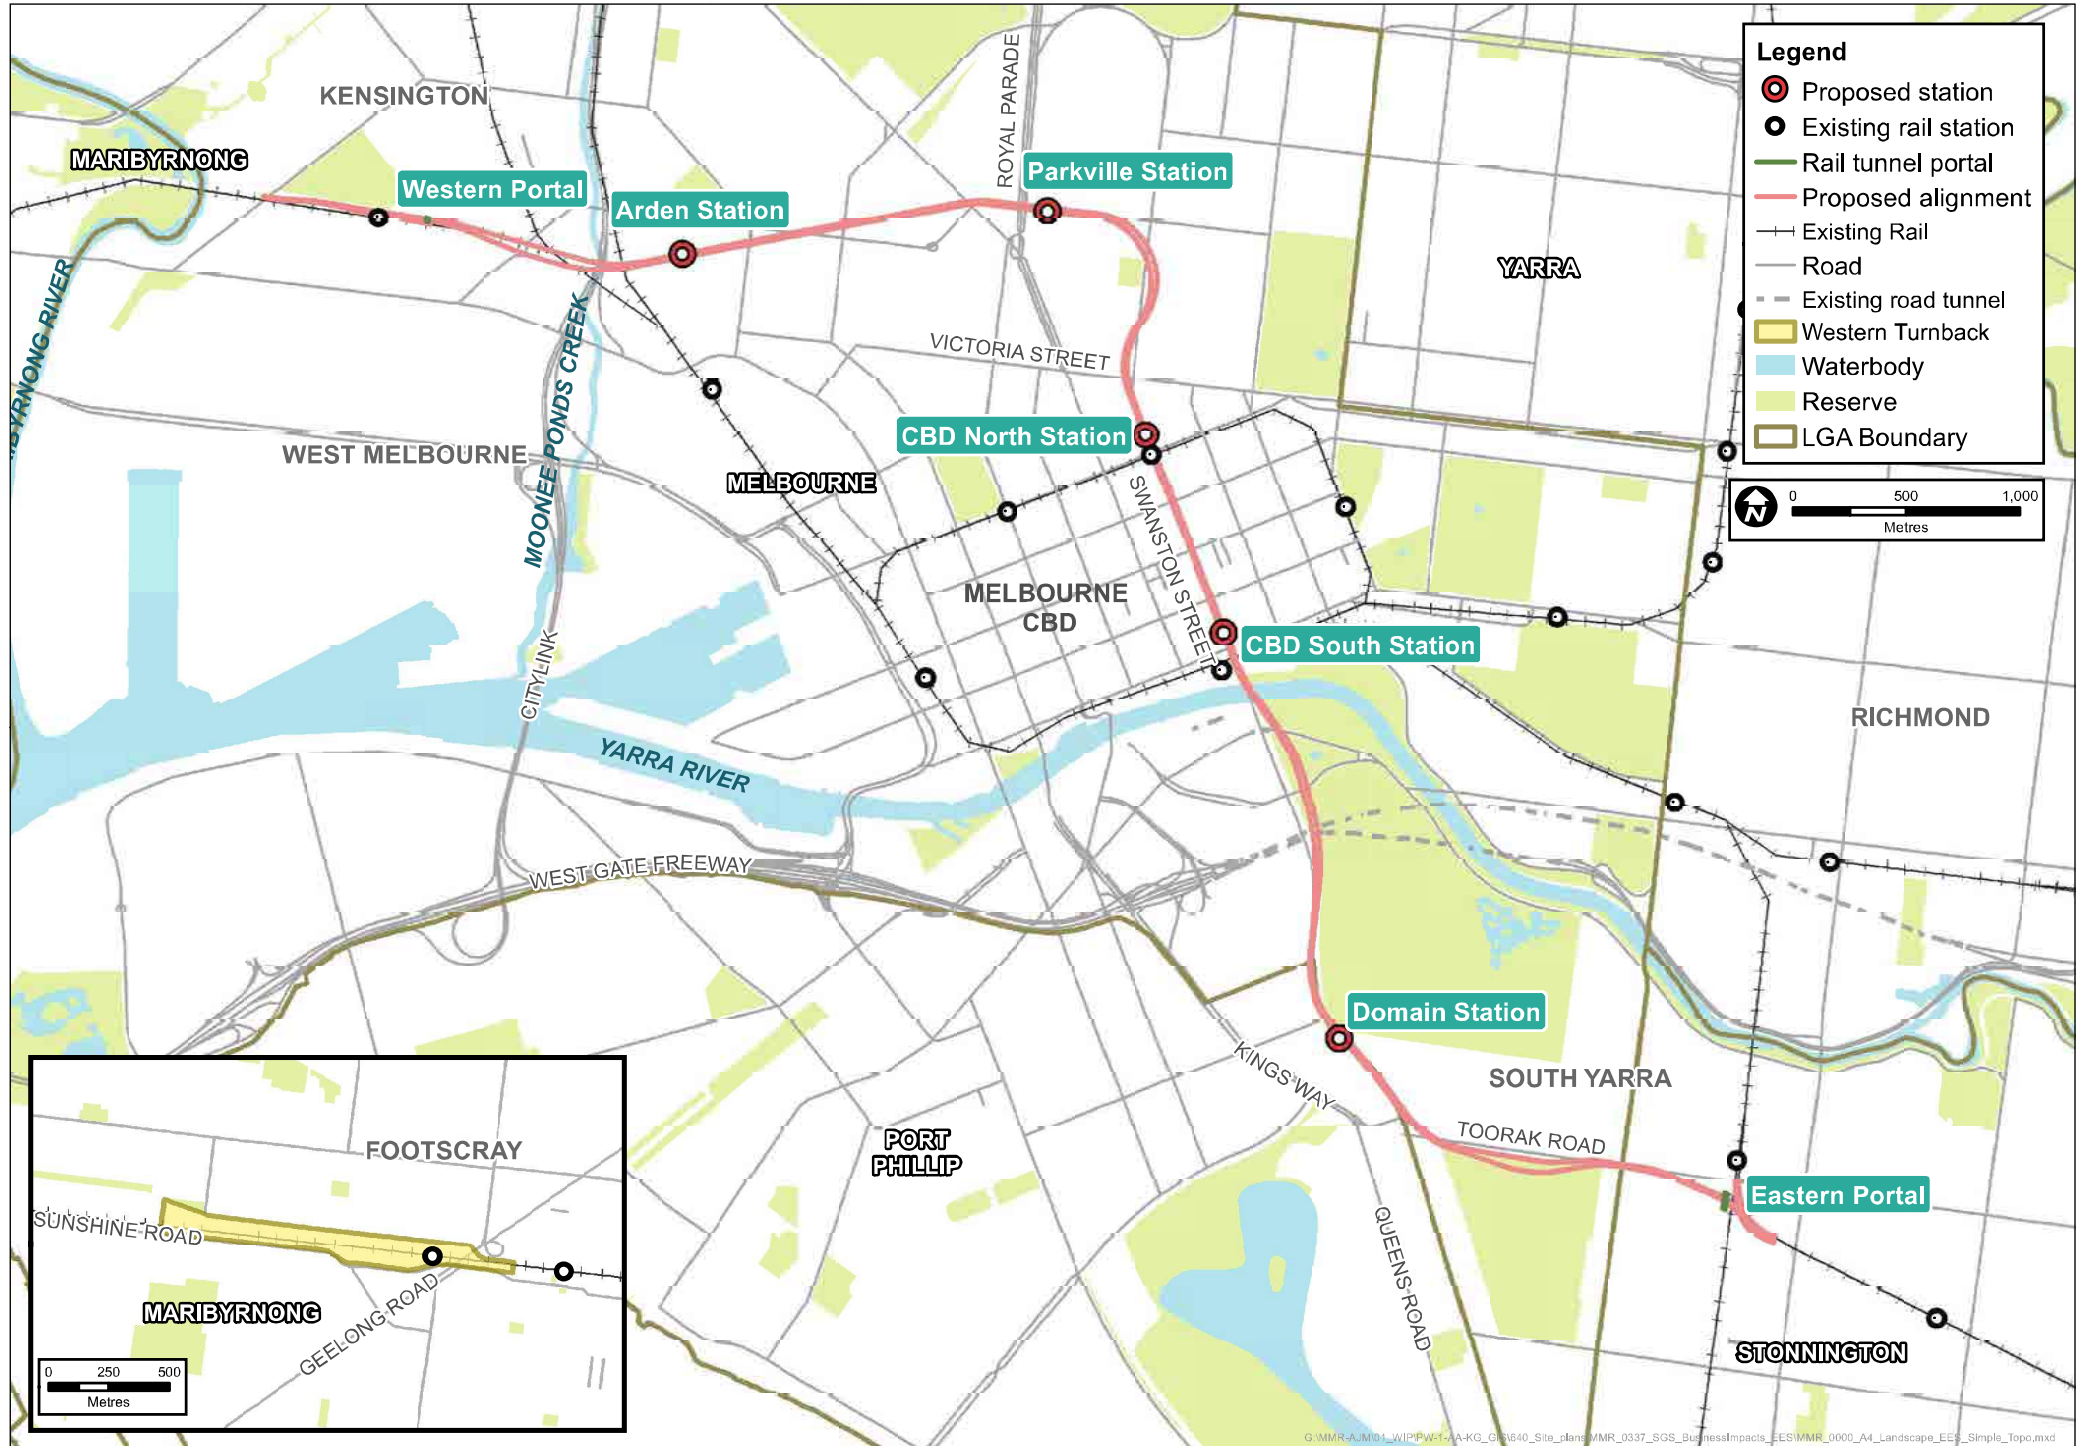 KENSINGTON
MARIBYRNONG
Western Portal
Arden Station
ROYAL PARADE
Parkville Station
YARRA
Legend
Proposed station
Existing rail station
Rail tunnel portal
Proposed alignment
Existing Rail
Road
Existing road tunnel
Western Turnback
Waterbody
Reserve
LGA Boundary
N
0 500 1,000
Metres
MOONEE PONDS CREEK
VICTORIA STREET
CBD North Station
WEST MELBOURNE
MELBOURNE
SWANSTON STREET
MELBOURNE
CBD
CBD South Station
CITYLINK
YARRA RIVER
RICHMOND
WEST GATE FREEWAY
Domain Station
KINGS WAY
SOUTH YARRA
TOORAK ROAD
PORT
PHILLIP
Eastern Portal
QUEENS ROAD
STONNINGTON
FOOTSCRAY
SUNSHINE ROAD
MARIBYRNONG
GEELONG ROAD
0 250 500
Metres